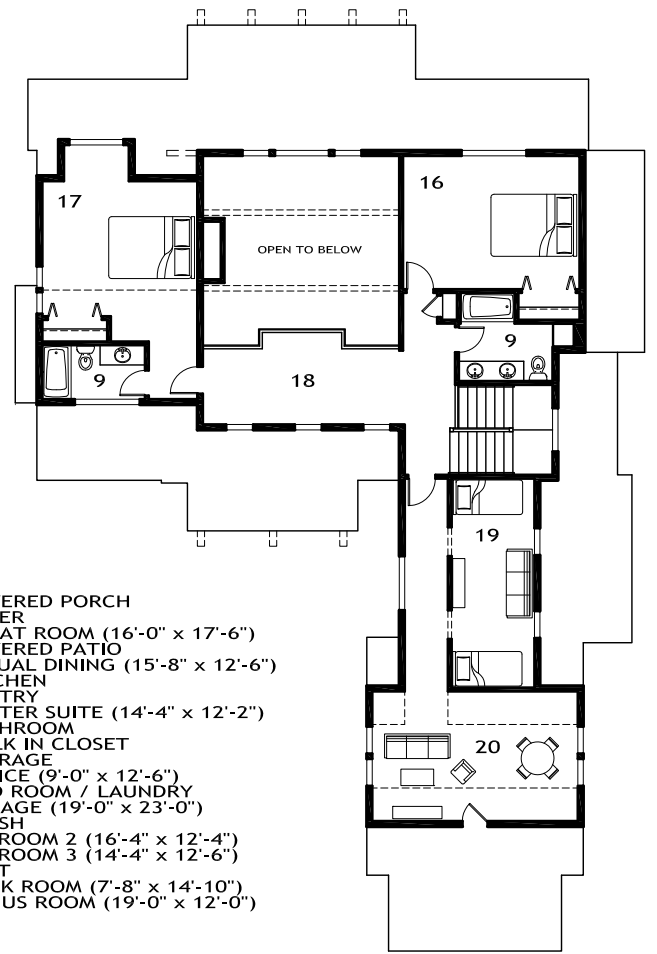 17
16
OPEN TO BELOW
9
9
18
19
20
ERED PORCH
ER
AT ROOM (16'-0" x 17'-6")
ERED PATIO
UAL DINING (15'-8" x 12'-6")
CHEN
TRY
TER SUITE (14'-4" x 12'-2")
HROOM
LK IN CLOSET
RAGE
ICE (9'-0" x 12'-6")
D ROOM / LAUNDRY
AGE (19'-0" x 23'-0")
SH
ROOM 2 (16'-4" x 12'-4")
ROOM 3 (14'-4" x 12'-6")
T
K ROOM (7'-8" x 14'-10")
US ROOM (19'-0" x 12'-0")